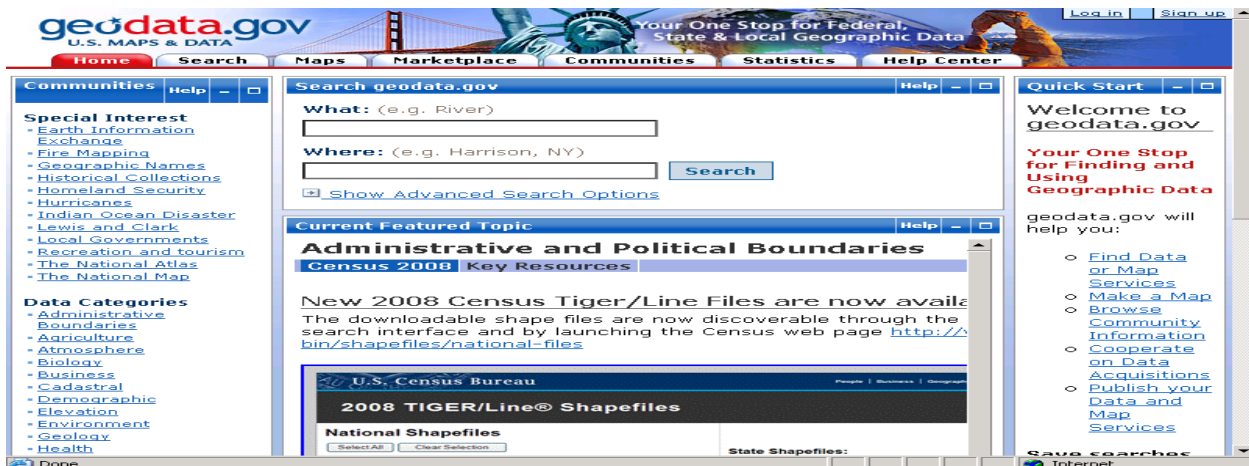 geodata.gov
U.S. MAPS & DATA
Your One Stop for Federal,
State & Local Geographic Data
Log in
Sign up
Home
Search
Maps
Marketplace
Communities
Statistics
Help Center
Communities
Help
Special Interest
- Earth Information
Exchange
- Fire Mapping
- Geographic Names
- Historical Collections
- Homeland Security
- Hurricanes
- Indian Ocean Disaster
- Lewis and Clark
- Local Governments
- Recreation and tourism
- The National Atlas
- The National Map
Data Categories
- Administrative
Boundaries
- Agriculture
- Atmosphere
- Biology
- Business
- Cadastral
- Demographic
- Elevation
- Environment
- Geology
- Health
Search geodata.gov
Help
What: (e.g. River)
Where: (e.g. Harrison, NY)
Search
Show Advanced Search Options
Current Featured Topic
Help
Administrative and Political Boundaries
Census 2008
Key Resources
New 2008 Census Tiger/Line Files are now availa
The downloadable shape files are now discoverable through the
search interface and by launching the Census web page http://
bin/shapefiles/national-files
U.S. Census Bureau
People | Business | Geograph
2008 TIGER/Line® Shapefiles
National Shapefiles
Select All
Clear Selection
State Shapefiles:
Quick Start
Welcome to
geodata.gov
Your One Stop
for Finding and
Using
Geographic Data
geodata.gov will
help you:
Find Data
or Map
Services
Make a Map
Browse
Community
Information
Cooperate
on Data
Acquisitions
Publish your
Data and
Map
Services
Save searches
Done
Internet